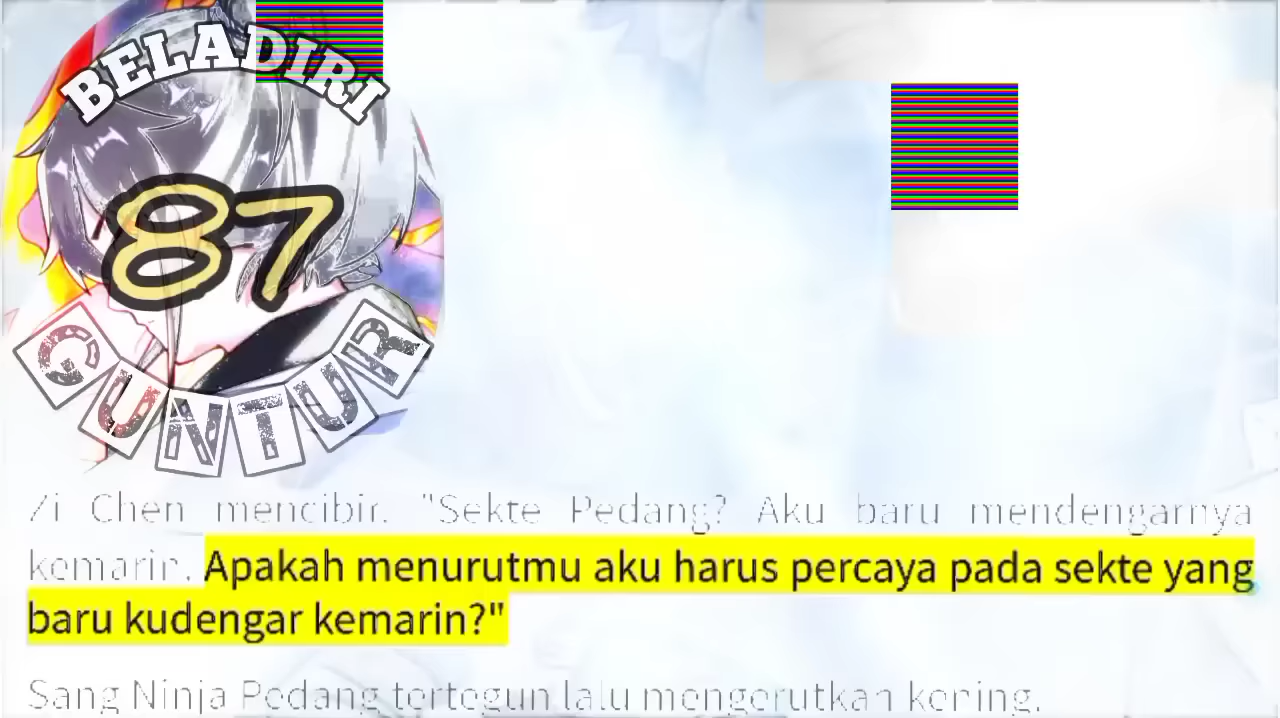 BELADIRI
87
GUNTUR
Zi Chen mencibir. "Sekte Pedang? Aku baru mendengarnya
kemarin. Apakah menurutmu aku harus percaya pada sekte yang
baru kudengar kemarin?"
Sang Ninja Pedang tertegun lalu mengerutkan kening.